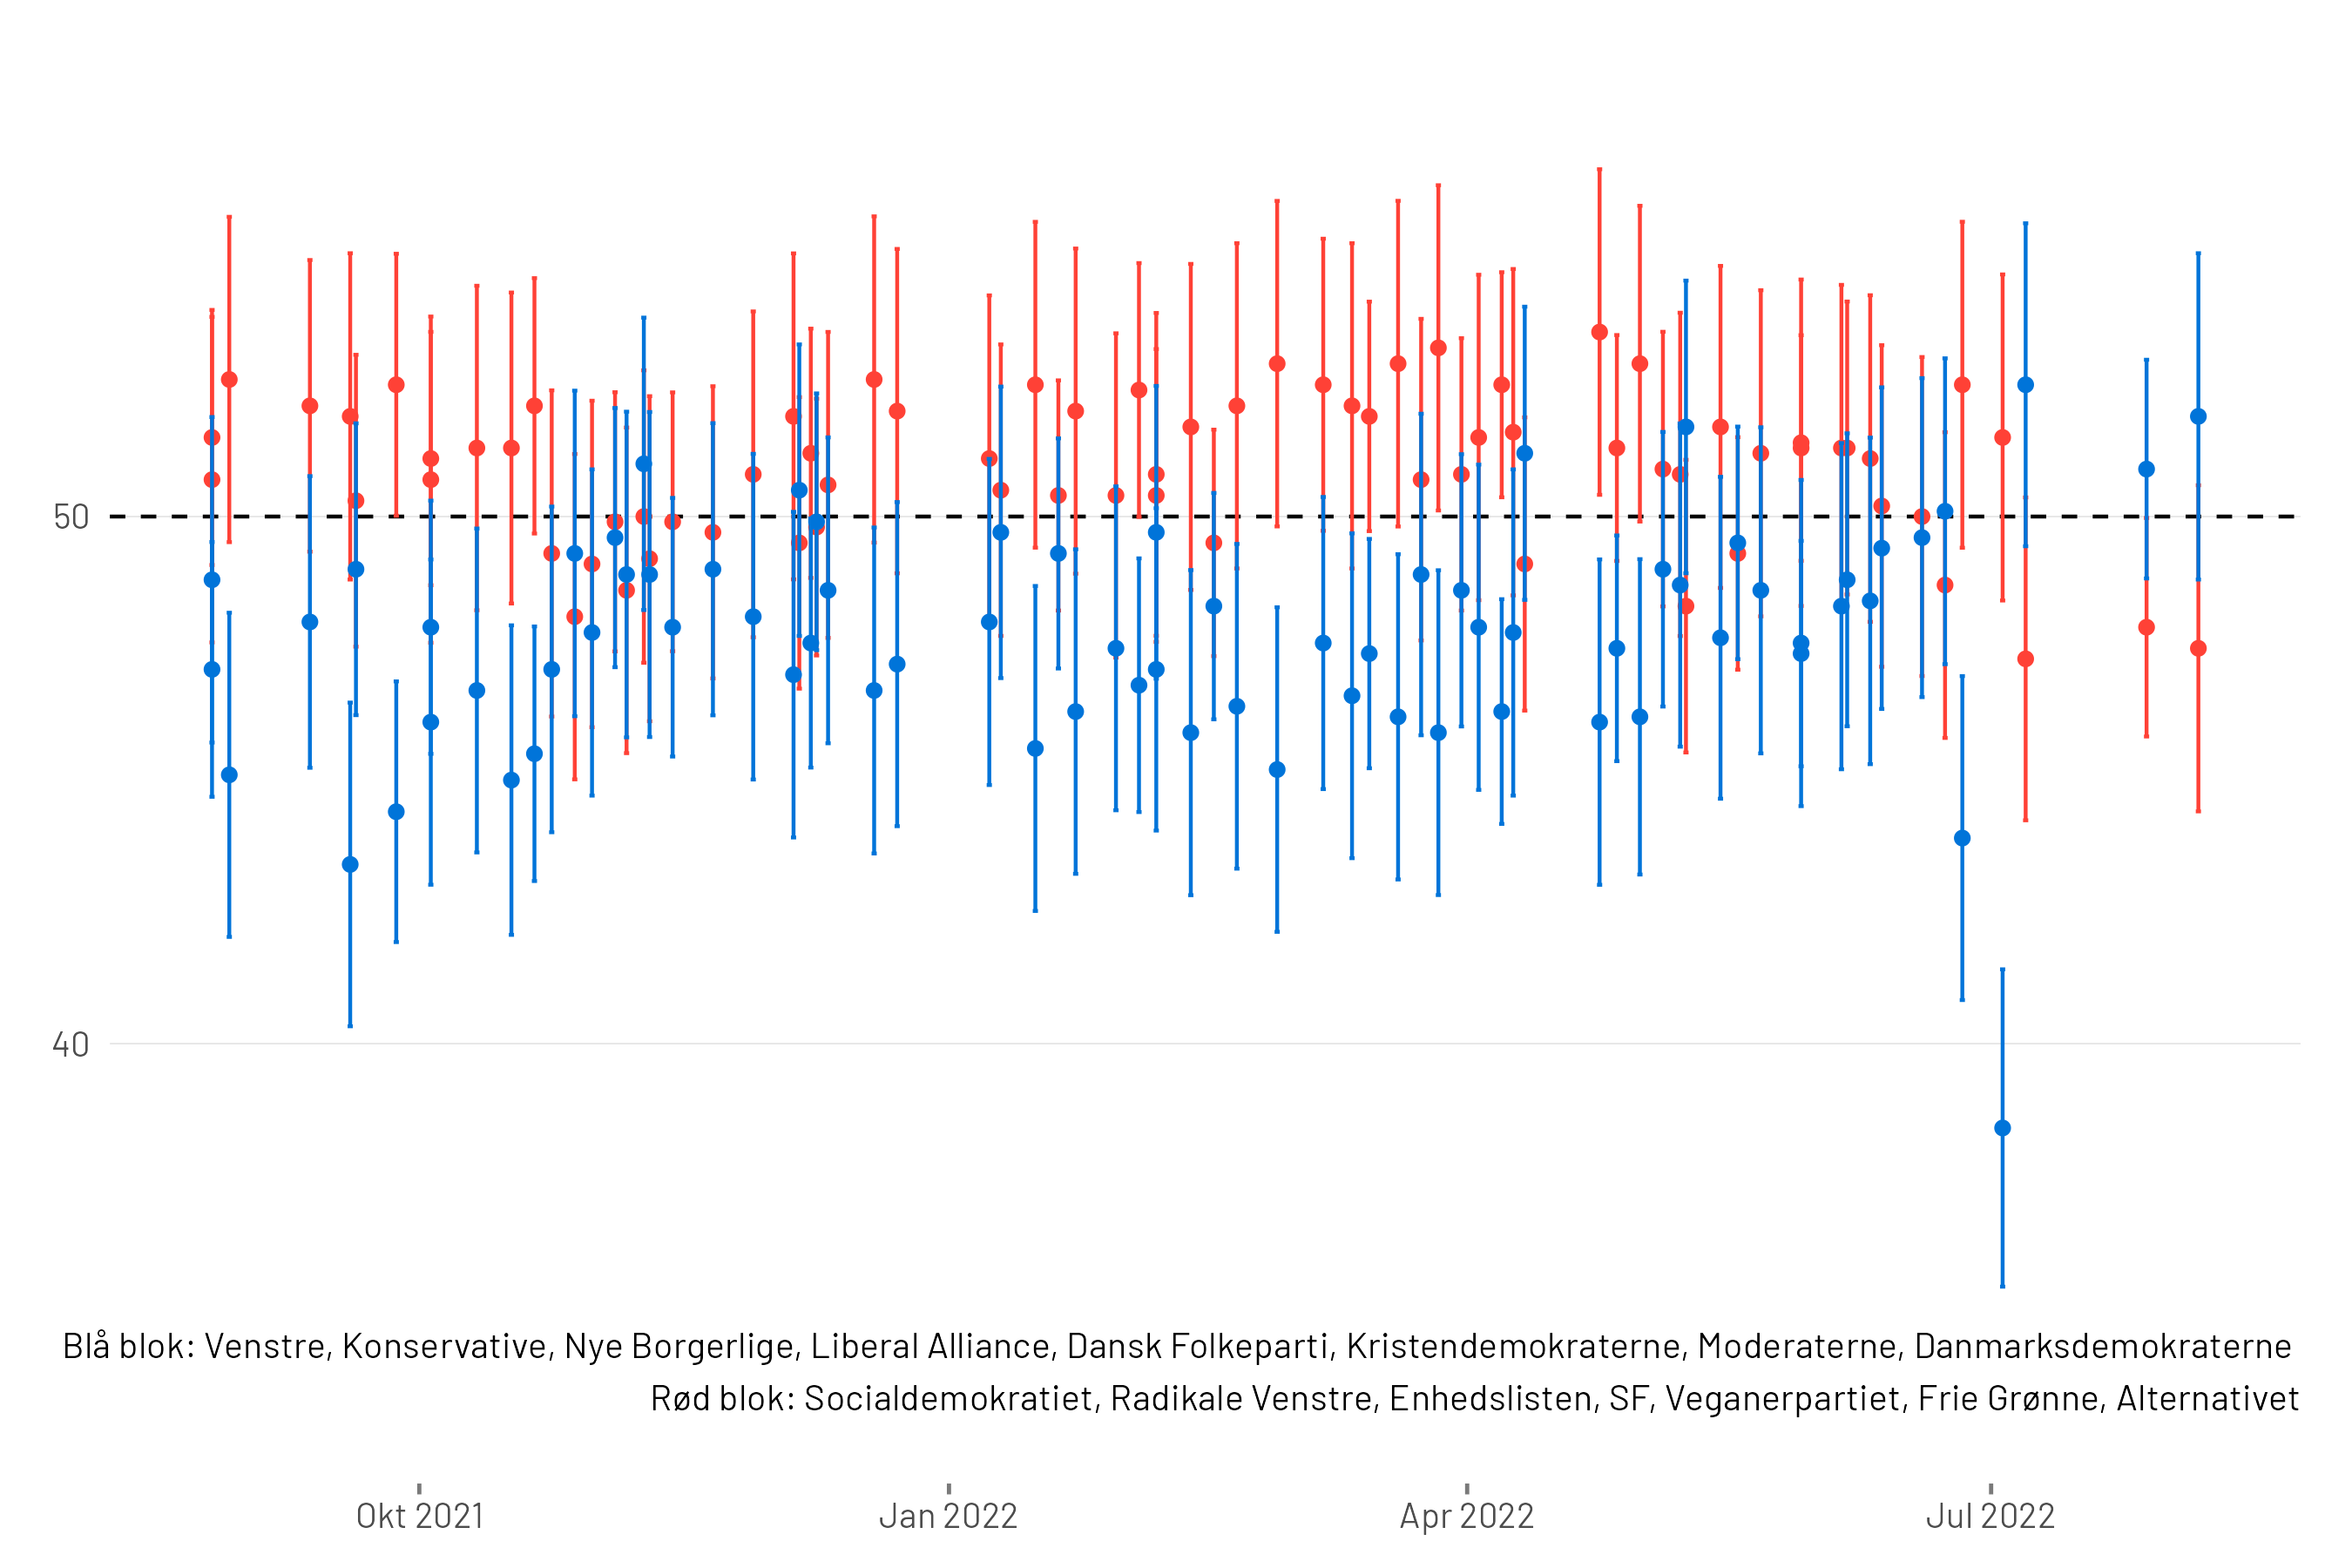 50
40
Blå blok: Venstre, Konservative, Nye Borgerlige, Liberal Alliance, Dansk Folkeparti, Kristendemokraterne, Moderaterne, Danmarksdemokraterne
Rød blok: Socialdemokratiet, Radikale Venstre, Enhedslisten, SF, Veganerpartiet, Frie Grønne, Alternativet
Okt 2021 Jan 2022 Apr 2022 Jul 2022